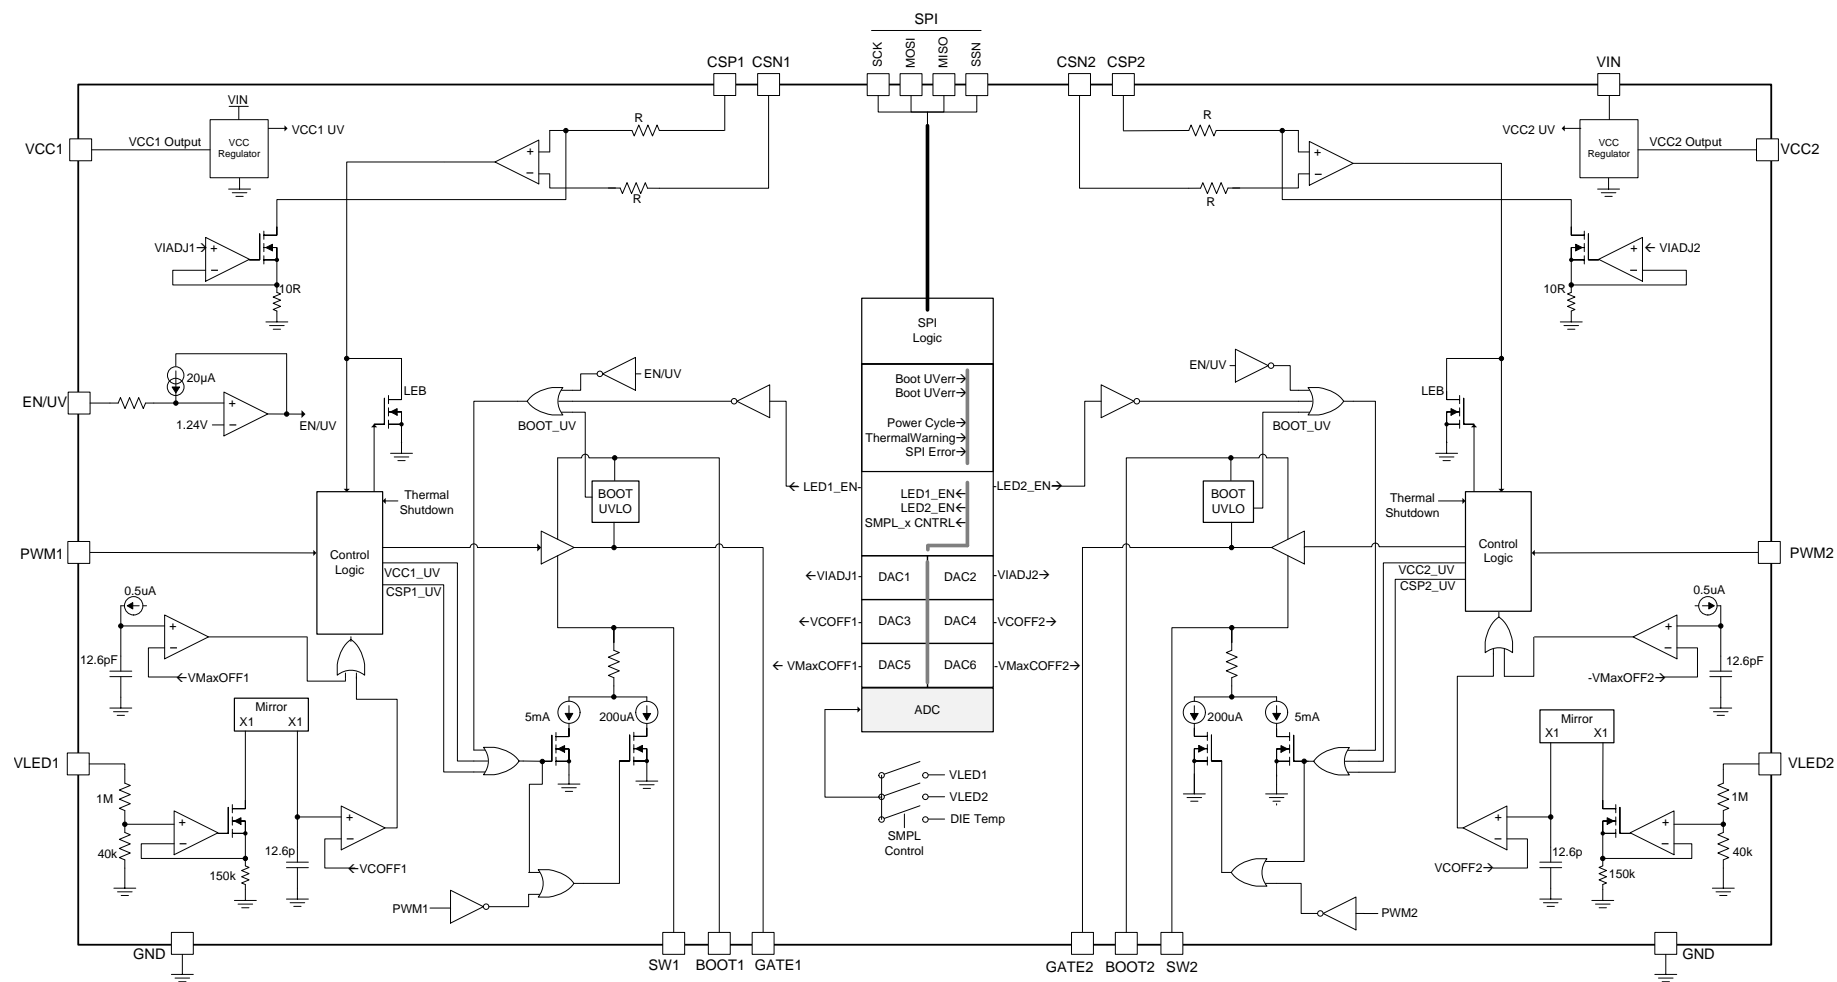 SPI
SCK
MOSI
MISO
SSN
CSP1 CSN1
CSN2 CSP2
VIN
VIN
VCC
Regulator
VCC1 UV
VCC1 Output
VCC1
R
R
R
R
VCC2 UV
VCC
Regulator
VCC2 Output
VCC2
+
−
+
−
VIADJ1
+
−
10R
VIADJ2
+
−
10R
SPI
Logic
EN/UV
20µA
1.24V
+
−
EN/UV
LEB
EN/UV
BOOT_UV
Boot UVerr
Boot UVerr
Power Cycle
ThermalWarning
SPI Error
EN/UV
BOOT_UV
LEB
Thermal
Shutdown
BOOT
UVLO
LED1_EN
LED1_EN
LED2_EN
SMPL_x CNTRL
LED2_EN
BOOT
UVLO
Thermal
Shutdown
PWM1
Control
Logic
VCC1_UV
CSP1_UV
Control
Logic
VCC2_UV
CSP2_UV
PWM2
VIADJ1
DAC1
DAC2
VIADJ2
VCOFF1
DAC3
DAC4
VCOFF2
VMaxCOFF1
DAC5
DAC6
VMaxCOFF2
ADC
0.5uA
12.6pF
+
−
VMaxOFF1
0.5uA
12.6pF
+
−
-VMaxOFF2
Mirror
X1 X1
5mA
200uA
200uA
5mA
Mirror
X1 X1
VLED1
1M
40k
+
−
150k
12.6p
+
−
VCOFF1
VLED1
VLED2
DIE Temp
SMPL
Control
VLED2
1M
40k
+
−
150k
12.6p
+
−
VCOFF2
PWM1
PWM2
GND
SW1
BOOT1
GATE1
GATE2
BOOT2
SW2
GND